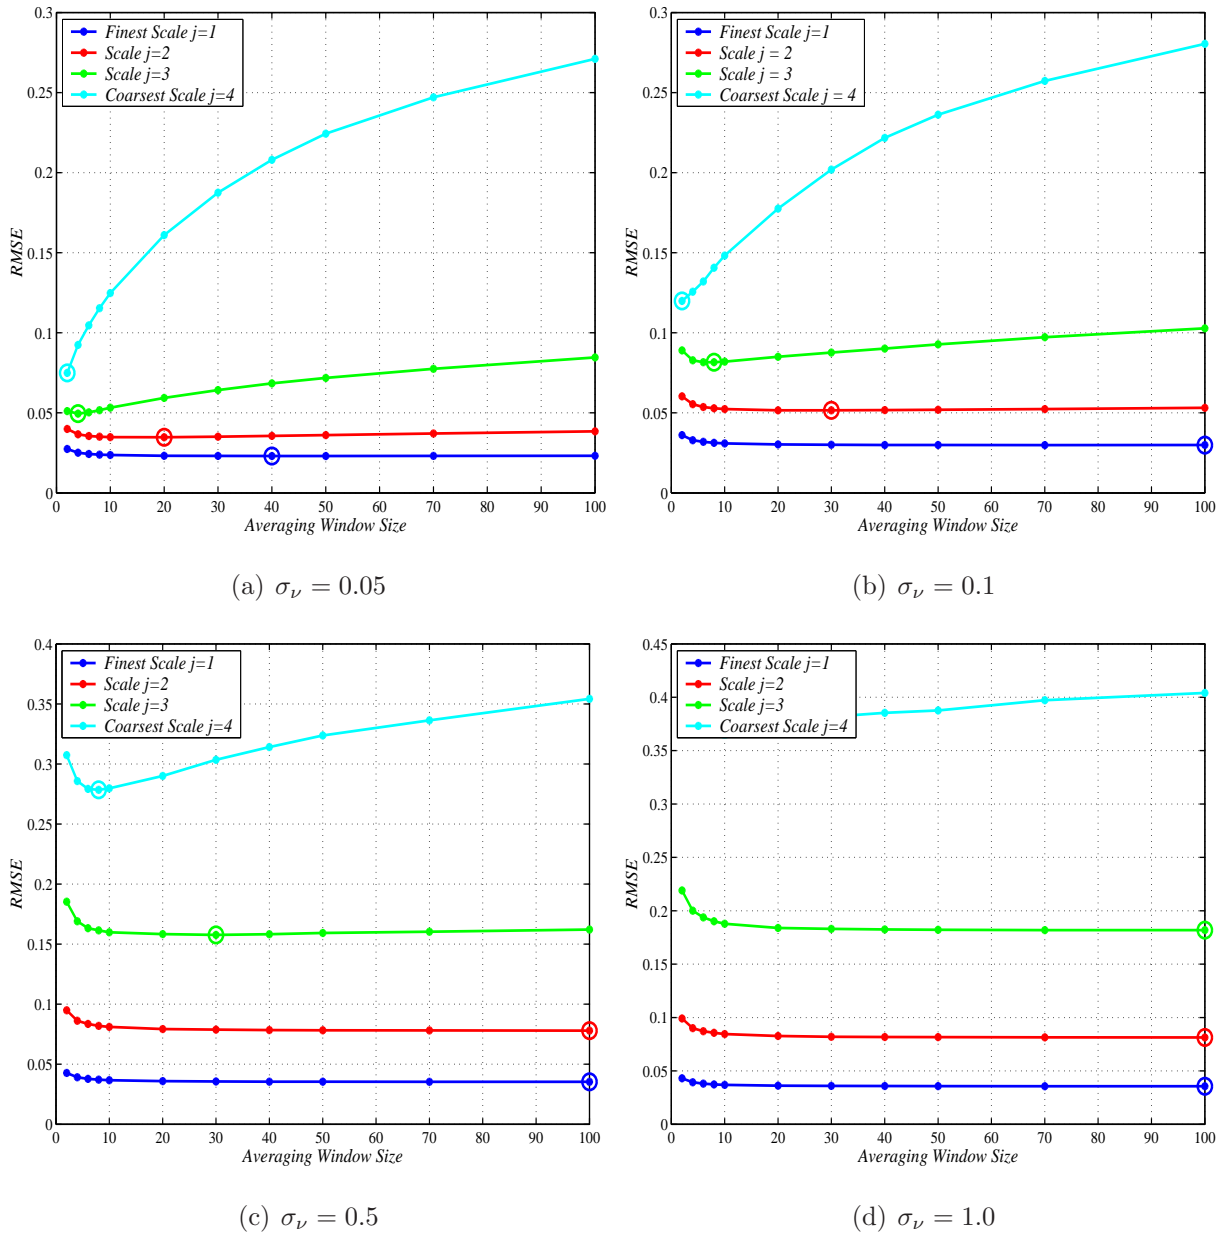 0.3
0.25
0.2
0.15
0.1
0.05
0
RMSE
Finest Scale j=1
Scale j=2
Scale j=3
Coarsest Scale j=4
0 10 20 30 40 50 60 70 80 90 100
Averaging Window Size
(a) σ_ν = 0.05
0.3
0.25
0.2
0.15
0.1
0.05
0
RMSE
Finest Scale j=1
Scale j = 2
Scale j = 3
Coarsest Scale j = 4
0 10 20 30 40 50 60 70 80 90 100
Averaging Window Size
(b) σ_ν = 0.1
0.4
0.35
0.3
0.25
0.2
0.15
0.1
0.05
0
RMSE
Finest Scale j=1
Scale j=2
Scale j=3
Coarsest Scale j=4
0 10 20 30 40 50 60 70 80 90 100
Averaging Window Size
(c) σ_ν = 0.5
0.45
0.4
0.35
0.3
0.25
0.2
0.15
0.1
0.05
0
RMSE
Finest Scale j=1
Scale j=2
Scale j=3
Coarsest Scale j=4
0 10 20 30 40 50 60 70 80 90 100
Averaging Window Size
(d) σ_ν = 1.0